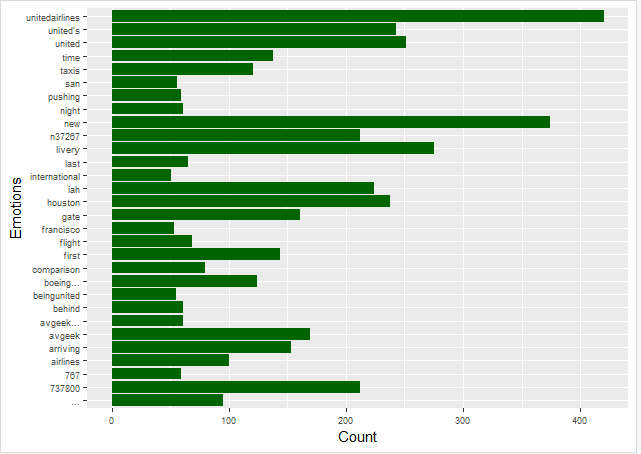 unitedairlines
united's
united
time
taxis
san
pushing
night
new
n37267
livery
last
international
iah
houston
gate
francisco
flight
first
comparison
boeing…
beingunited
behind
avgeek…
avgeek
arriving
airlines
767
737800
…
Emotions
0 100 200 300 400
Count